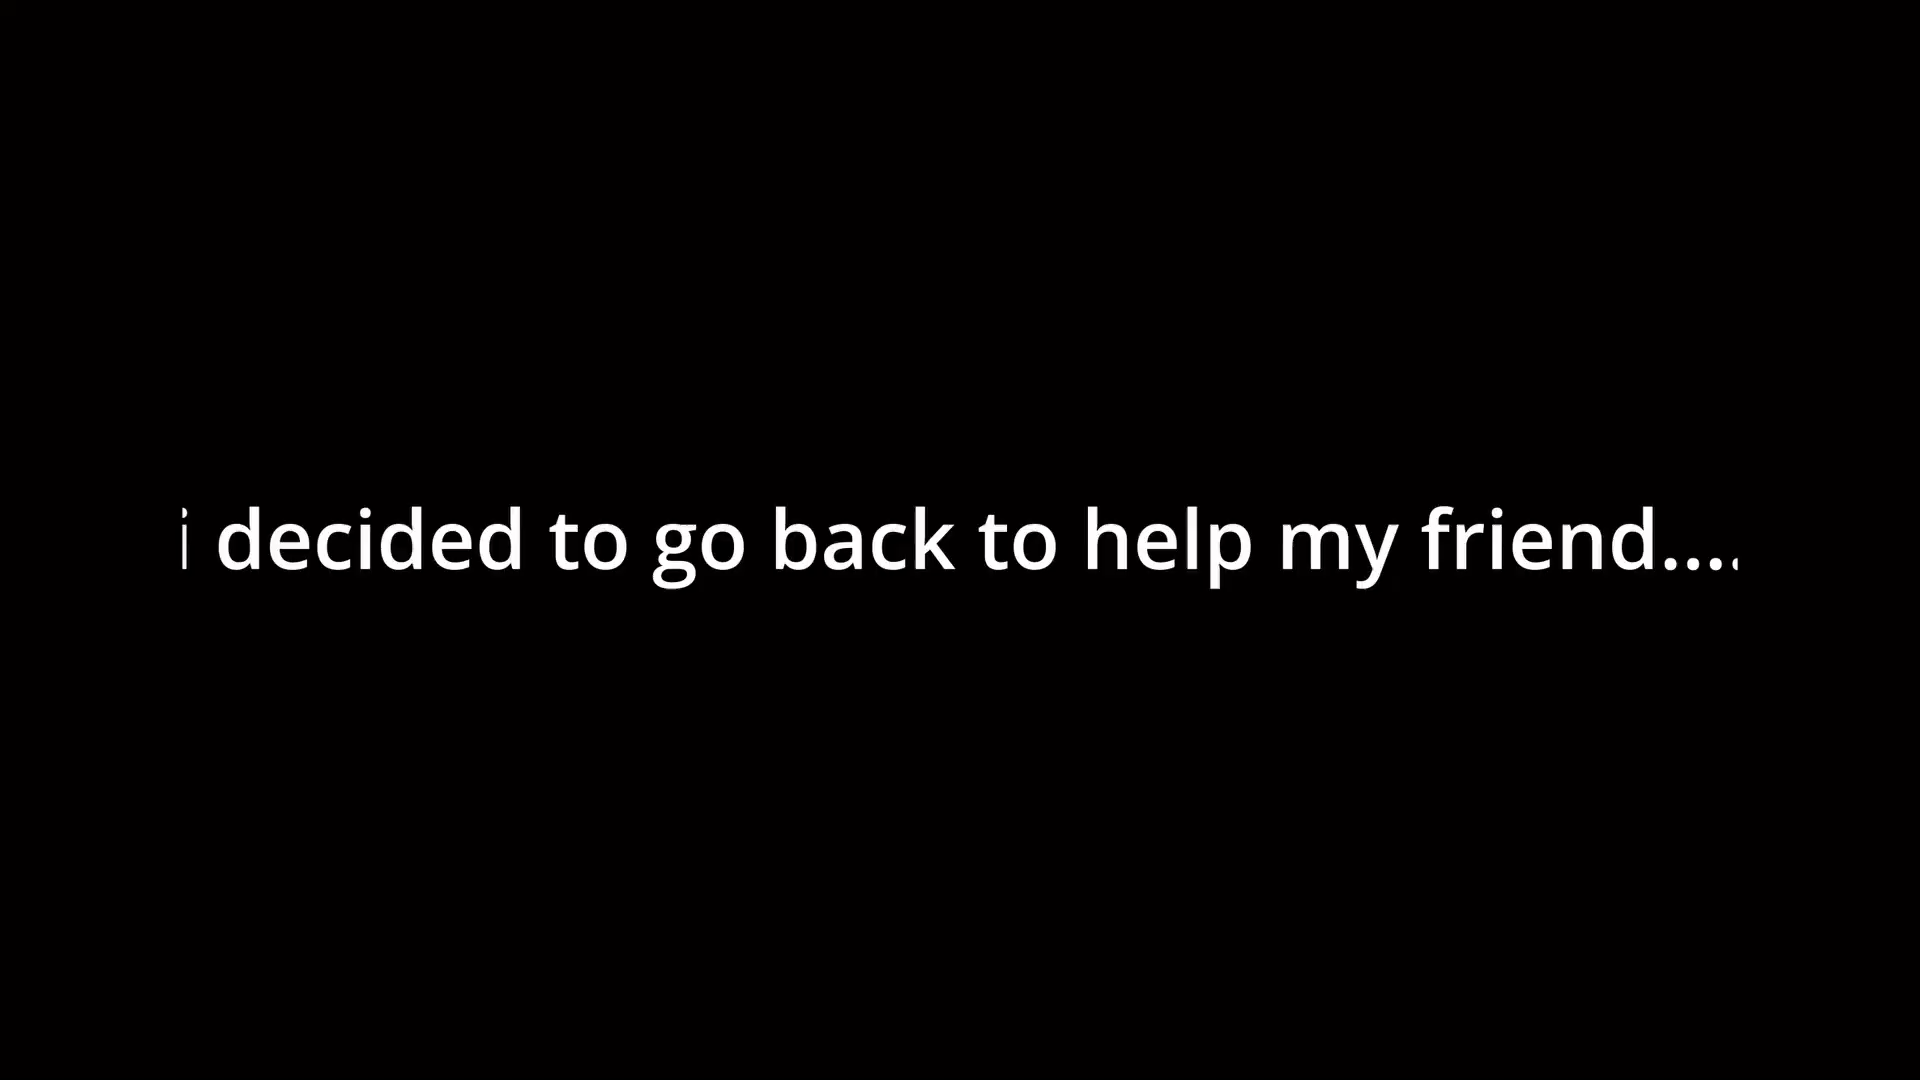 i decided to go back to help my friend.....